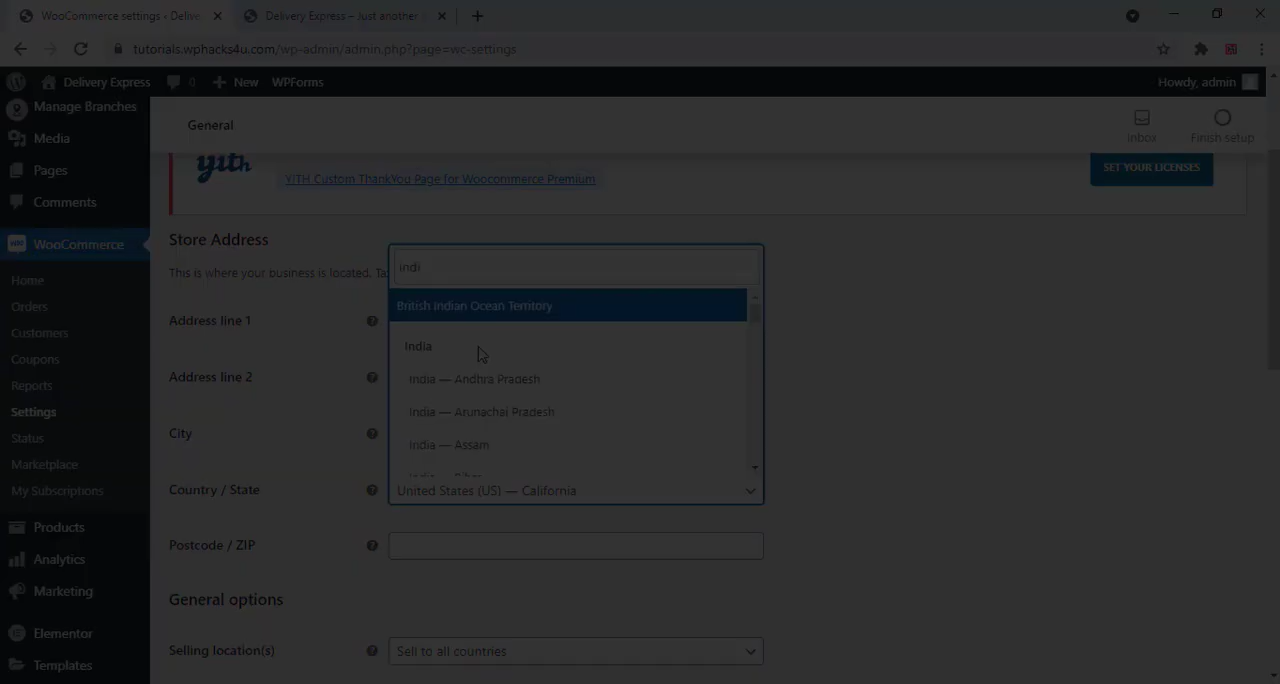 WooCommerce settings ‹ Delive
Delivery Express – Just another
tutorials.wphacks4u.com/wp-admin/admin.php?page=wc-settings
Delivery Express 0 New WPForms Howdy, admin
Manage Branches
Media
Pages
Comments
WooCommerce
Home
Orders
Customers
Coupons
Reports
Settings
Status
Marketplace
My Subscriptions
Products
Analytics
Marketing
Elementor
Templates
General
Inbox
Finish setup
yith
YITH Custom ThankYou Page for Woocommerce Premium
SET YOUR LICENSES
Store Address
This is where your business is located. Ta
indi
British Indian Ocean Territory
India
India — Andhra Pradesh
India — Arunachal Pradesh
India — Assam
Address line 1
Address line 2
City
Country / State
United States (US) — California
Postcode / ZIP
General options
Selling location(s)
Sell to all countries